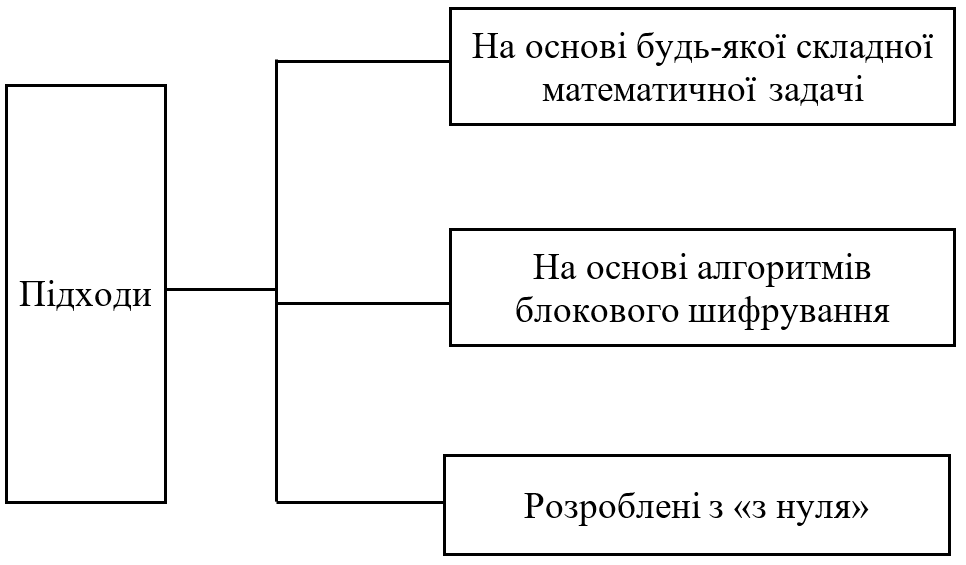 На основі будь-якої складної
математичної задачі
Підходи
На основі алгоритмів
блокового шифрування
Розроблені з «з нуля»